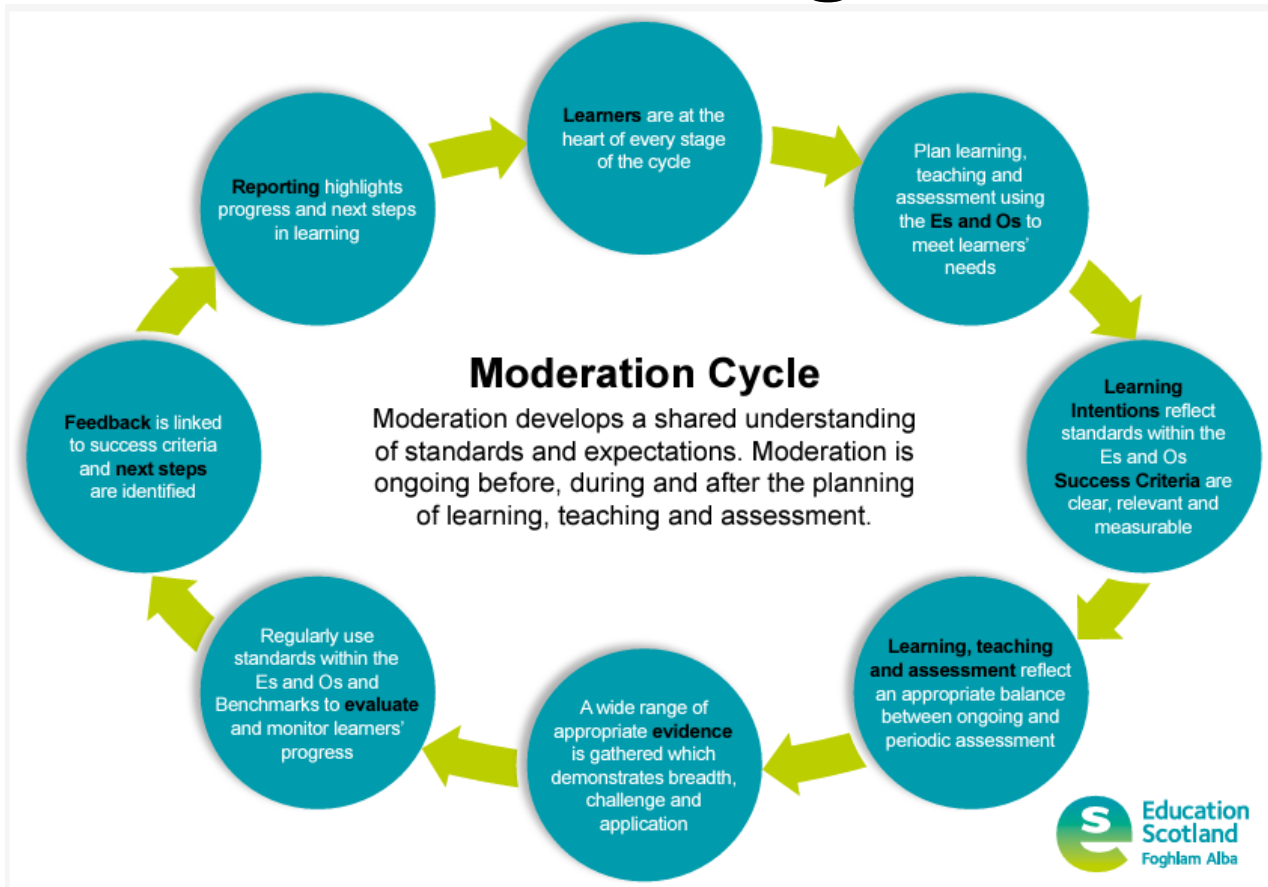 Learners are at the
heart of every stage
of the cycle
Plan learning,
teaching and
assessment using
the Es and Os to
meet learners'
needs
Learning
Intentions reflect
standards within the
Es and Os
Success Criteria are
clear, relevant and
measurable
Learning, teaching
and assessment reflect
an appropriate balance
between ongoing and
periodic assessment
A wide range of
appropriate evidence
is gathered which
demonstrates breadth,
challenge and
application
Regularly use
standards within the
Es and Os and
Benchmarks to evaluate
and monitor learners'
progress
Feedback is linked
to success criteria
and next steps
are identified
Reporting highlights
progress and next steps
in learning
Moderation Cycle
Moderation develops a shared understanding
of standards and expectations. Moderation is
ongoing before, during and after the planning
of learning, teaching and assessment.
Education
Scotland
Foghlam Alba